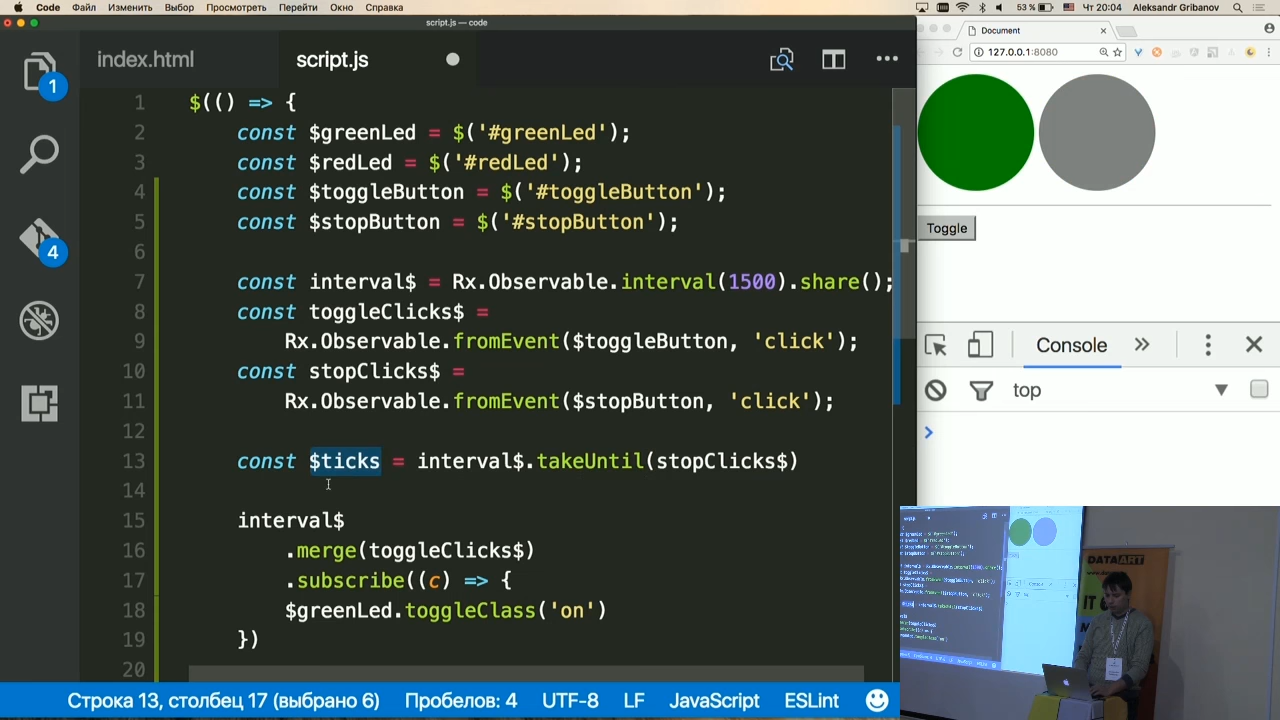 Code Файл Изменить Выбор Просмотреть Перейти Окно Справка 53 % Чт 20:04 Aleksandr Gribanov
script.js — code
index.html script.js
1 $(() => {
2 const $greenLed = $('#greenLed');
3 const $redLed = $('#redLed');
4 const $toggleButton = $('#toggleButton');
5 const $stopButton = $('#stopButton');
6
7 const interval$ = Rx.Observable.interval(1500).share();
8 const toggleClicks$ =
9 Rx.Observable.fromEvent($toggleButton, 'click');
10 const stopClicks$ =
11 Rx.Observable.fromEvent($stopButton, 'click');
12
13 const $ticks = interval$.takeUntil(stopClicks$)
14
15 interval$
16 .merge(toggleClicks$)
17 .subscribe((c) => {
18 $greenLed.toggleClass('on')
19 })
20
1
4
Строка 13, столбец 17 (выбрано 6) Пробелов: 4 UTF-8 LF JavaScript ESLint
Document
127.0.0.1:8080
Toggle
Console
top
DATAART